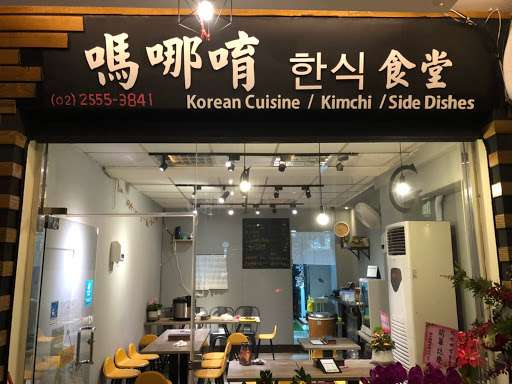 嗎哪唷 한식 食堂
(02) 2555-3841 Korean Cuisine / Kimchi / Side Dishes